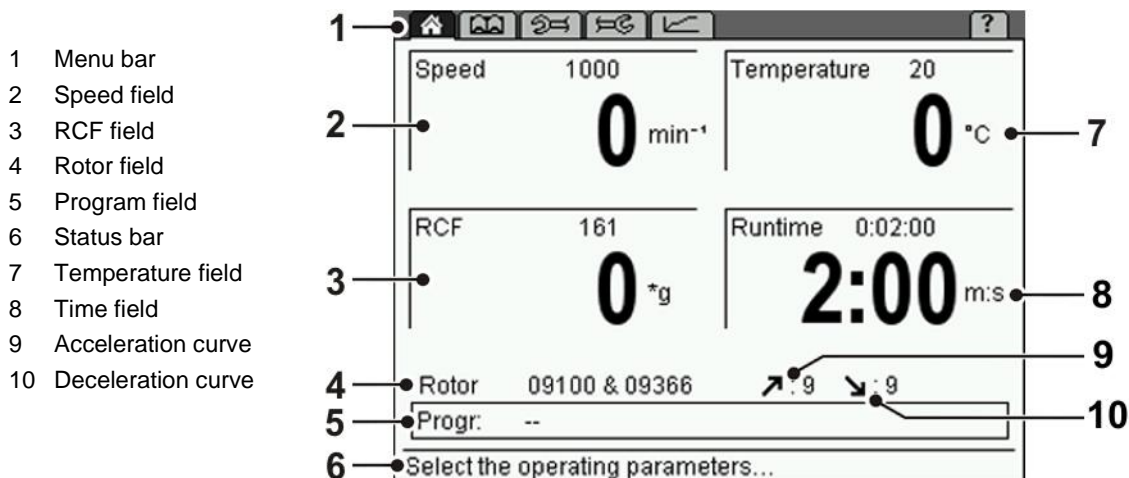 1 Menu bar
2 Speed field
3 RCF field
4 Rotor field
5 Program field
6 Status bar
7 Temperature field
8 Time field
9 Acceleration curve
10 Deceleration curve
1
?
Speed 1000
0 min⁻¹
2
Temperature 20
0 °C
7
RCF 161
0 *g
3
Runtime 0:02:00
2:00 m:s
8
9
4
Rotor 09100 & 09366 : 9 : 9
10
5
Progr: --
6
Select the operating parameters...